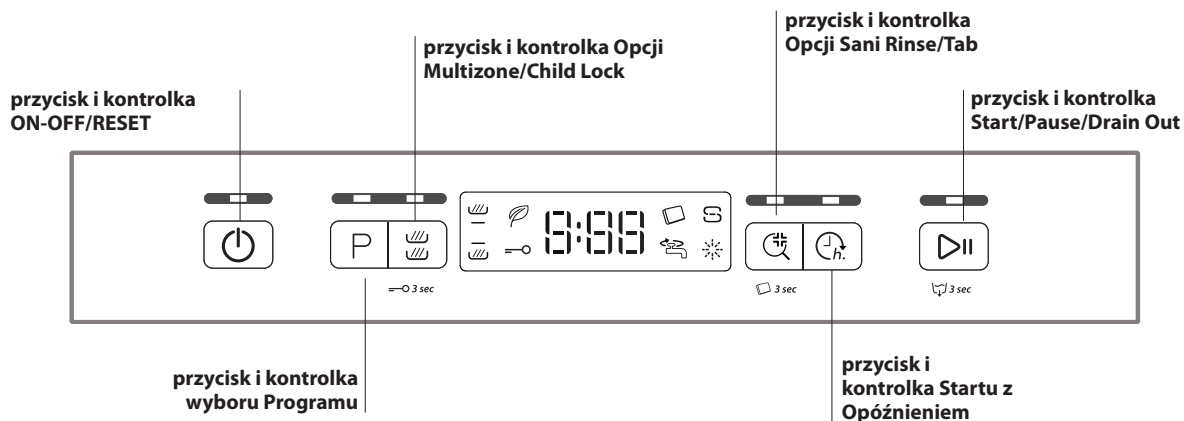 przycisk i kontrolka
Opcji Sani Rinse/Tab
przycisk i kontrolka Opcji
Multizone/Child Lock
przycisk i kontrolka
ON-OFF/RESET
przycisk i kontrolka
Start/Pause/Drain Out
P
8:88
h.
3 sec
3 sec
3 sec
przycisk i kontrolka
wyboru Programu
przycisk i
kontrolka Startu z
Opóźnieniem